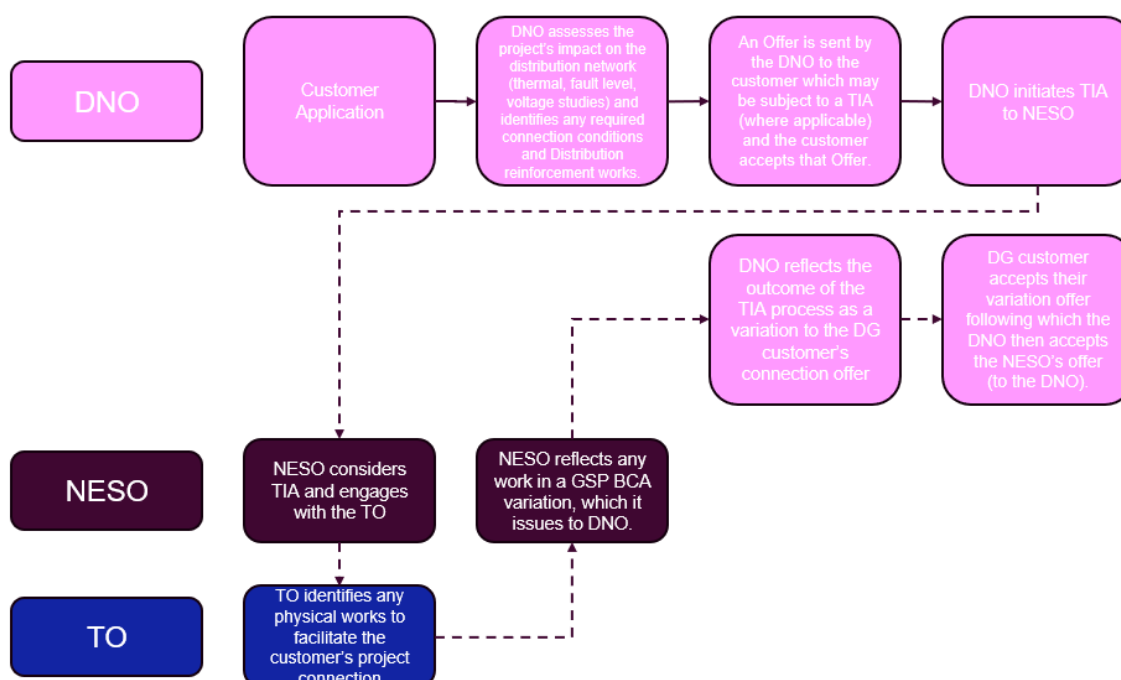 DNO
Customer
Application
DNO assesses the
project's impact on the
distribution network
(thermal, fault level,
voltage studies) and
identifies any required
connection conditions
and Distribution
reinforcement works.
An Offer is sent by
the DNO to the
customer which may
be subject to a TIA
(where applicable)
and the customer
accepts that Offer.
DNO initiates TIA
to NESO
DNO reflects the
outcome of the
TIA process as a
variation to the DG
customer's
connection offer
DG customer
accepts their
variation offer
following which the
DNO then accepts
the NESO's offer
(to the DNO).
NESO
NESO considers
TIA and engages
with the TO
NESO reflects any
work in a GSP BCA
variation, which it
issues to DNO.
TO
TO identifies any
physical works to
facilitate the
customer's project
connection